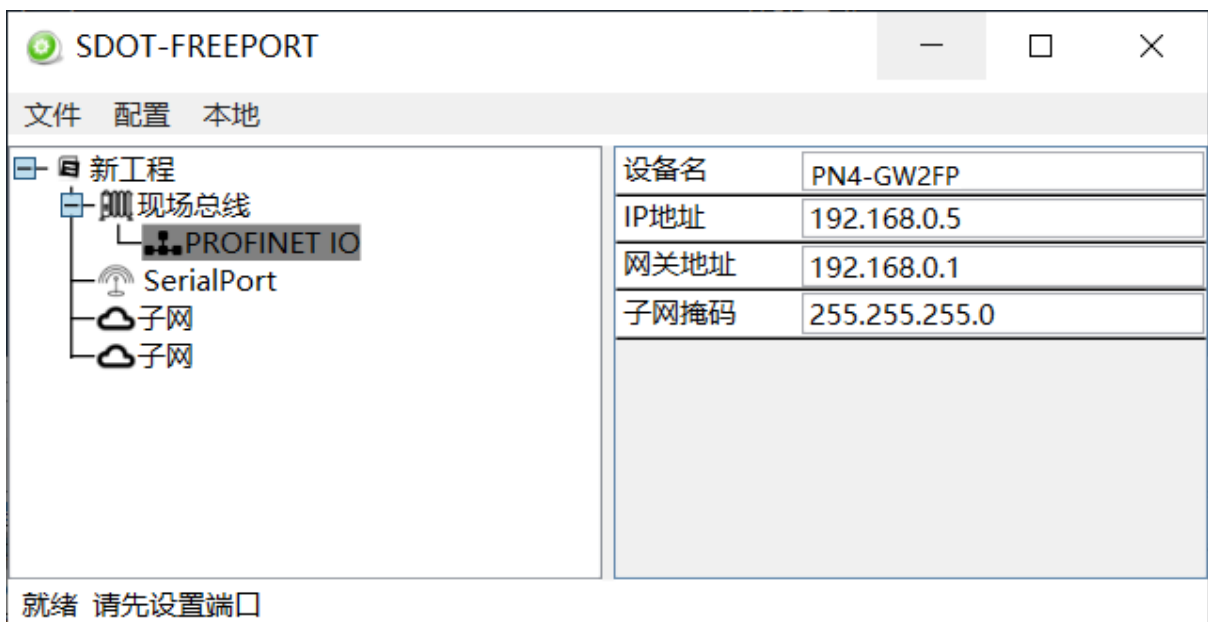 SDOT-FREEPORT
文件 配置 本地
新工程
现场总线
PROFINET IO
SerialPort
子网
子网
设备名 PN4-GW2FP
IP地址 192.168.0.5
网关地址 192.168.0.1
子网掩码 255.255.255.0
就绪 请先设置端口